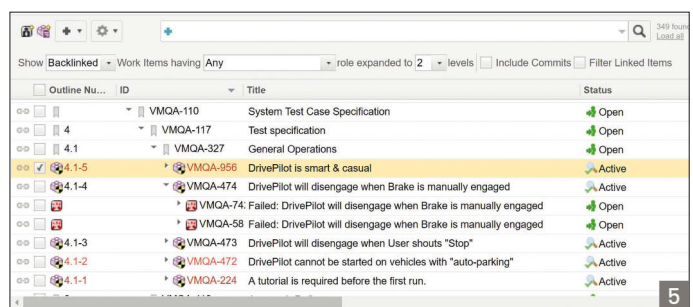 349 foun
Load all
Show Backlinked Work Items having Any role expanded to 2 levels Include Commits Filter Linked Items
Outline Nu... ID Title Status
VMQA-110 System Test Case Specification Open
4 VMQA-117 Test specification Open
4.1 VMQA-327 General Operations Open
4.1-5 VMQA-956 DrivePilot is smart & casual Active
4.1-4 VMQA-474 DrivePilot will disengage when Brake is manually engaged Active
VMQA-74: Failed: DrivePilot will disengage when Brake is manually engaged Open
VMQA-58 Failed: DrivePilot will disengage when Brake is manually engaged Open
4.1-3 VMQA-473 DrivePilot will disengage when User shouts "Stop" Active
4.1-2 VMQA-472 DrivePilot cannot be started on vehicles with "auto-parking" Active
4.1-1 VMQA-224 A tutorial is required before the first run. Active
5